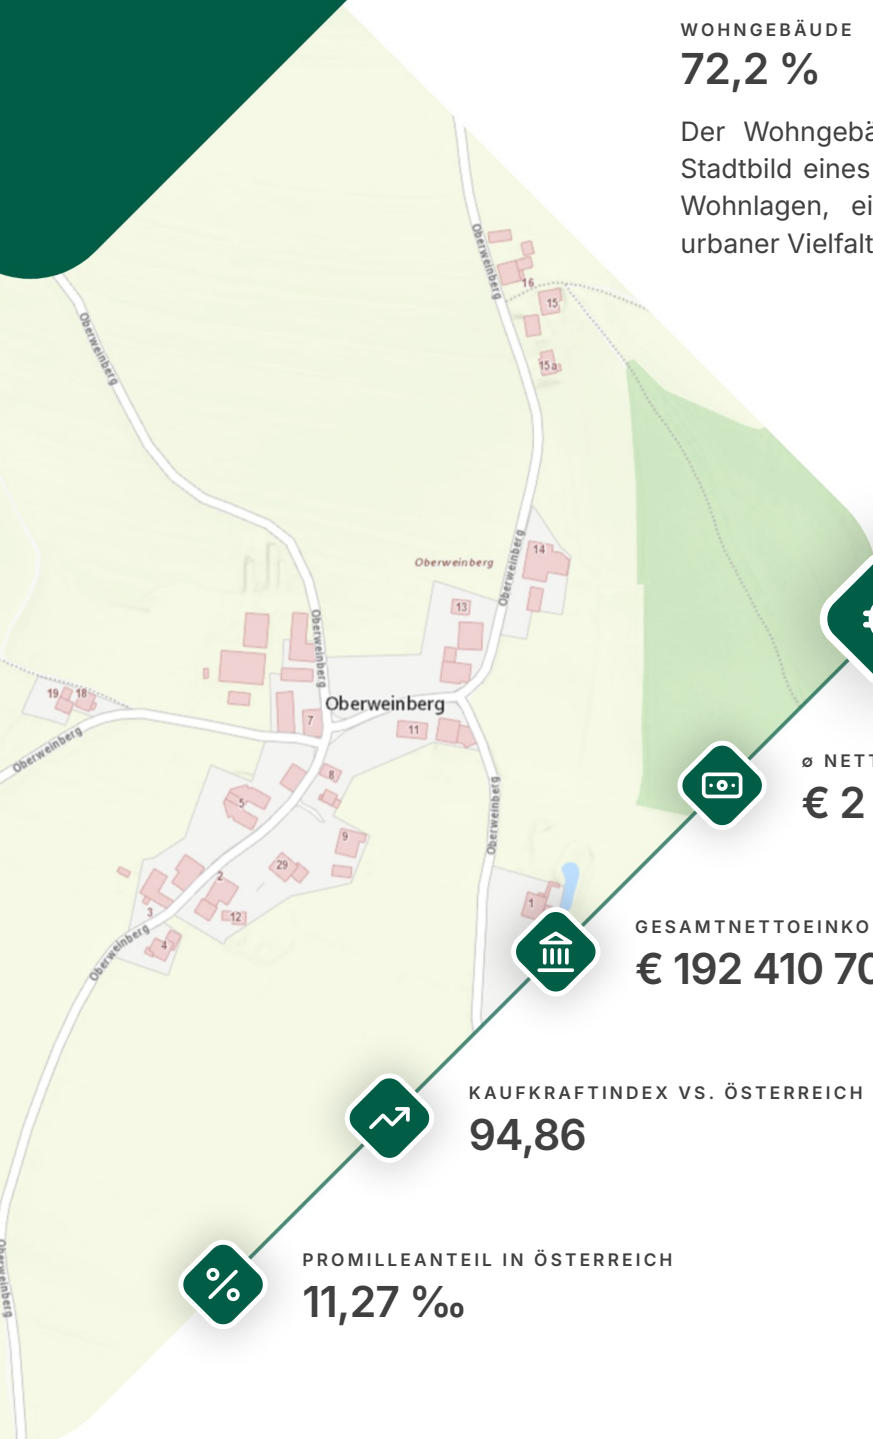 WOHNGEBÄUDE
72,2 %
Der Wohngebä
Stadtbild eines
Wohnlagen, ei
urbaner Vielfalt
Oberweinberg
16
15
15a
Oberweinberg
Oberweinberg
14
Oberweinberg
13
Oberweinberg
19 18
Oberweinberg
7
11
Oberweinberg
8
5
Oberweinberg
9
29
2
3
12
4
1
Oberweinberg
Oberweinberg
ø NETT
€ 2
GESAMTNETTOEINKO
€ 192 410 70
KAUFKRAFTINDEX VS. ÖSTERREICH
94,86
%
PROMILLEANTEIL IN ÖSTERREICH
11,27 ‰